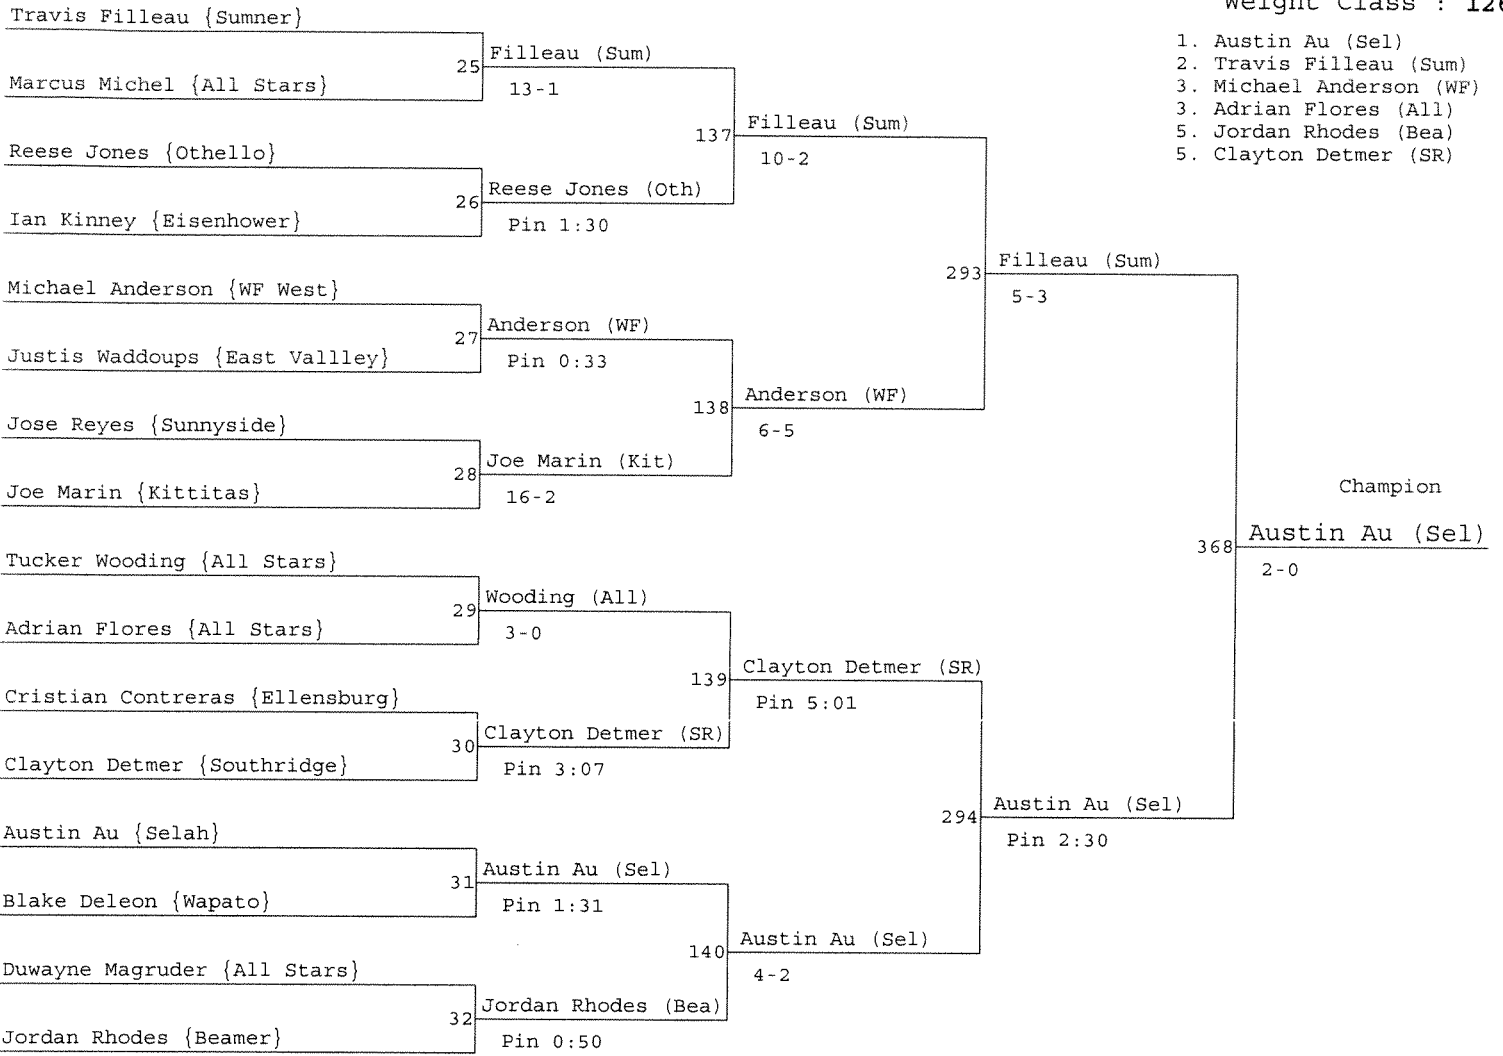 Weight Class : 126
1. Austin Au (Sel)
2. Travis Filleau (Sum)
3. Michael Anderson (WF)
3. Adrian Flores (All)
5. Jordan Rhodes (Bea)
5. Clayton Detmer (SR)
Travis Filleau {Sumner}
25 Filleau (Sum)
Marcus Michel {All Stars}
13-1
137 Filleau (Sum)
10-2
Reese Jones {Othello}
26 Reese Jones (Oth)
Ian Kinney {Eisenhower}
Pin 1:30
293 Filleau (Sum)
5-3
Michael Anderson {WF West}
27 Anderson (WF)
Justis Waddoups {East Vallley}
Pin 0:33
138 Anderson (WF)
6-5
Jose Reyes {Sunnyside}
28 Joe Marin (Kit)
Joe Marin {Kittitas}
16-2
Champion
368 Austin Au (Sel)
2-0
Tucker Wooding {All Stars}
29 Wooding (All)
Adrian Flores {All Stars}
3-0
139 Clayton Detmer (SR)
Pin 5:01
Cristian Contreras {Ellensburg}
30 Clayton Detmer (SR)
Clayton Detmer {Southridge}
Pin 3:07
294 Austin Au (Sel)
Pin 2:30
Austin Au {Selah}
31 Austin Au (Sel)
Blake Deleon {Wapato}
Pin 1:31
140 Austin Au (Sel)
4-2
Duwayne Magruder {All Stars}
32 Jordan Rhodes (Bea)
Jordan Rhodes {Beamer}
Pin 0:50